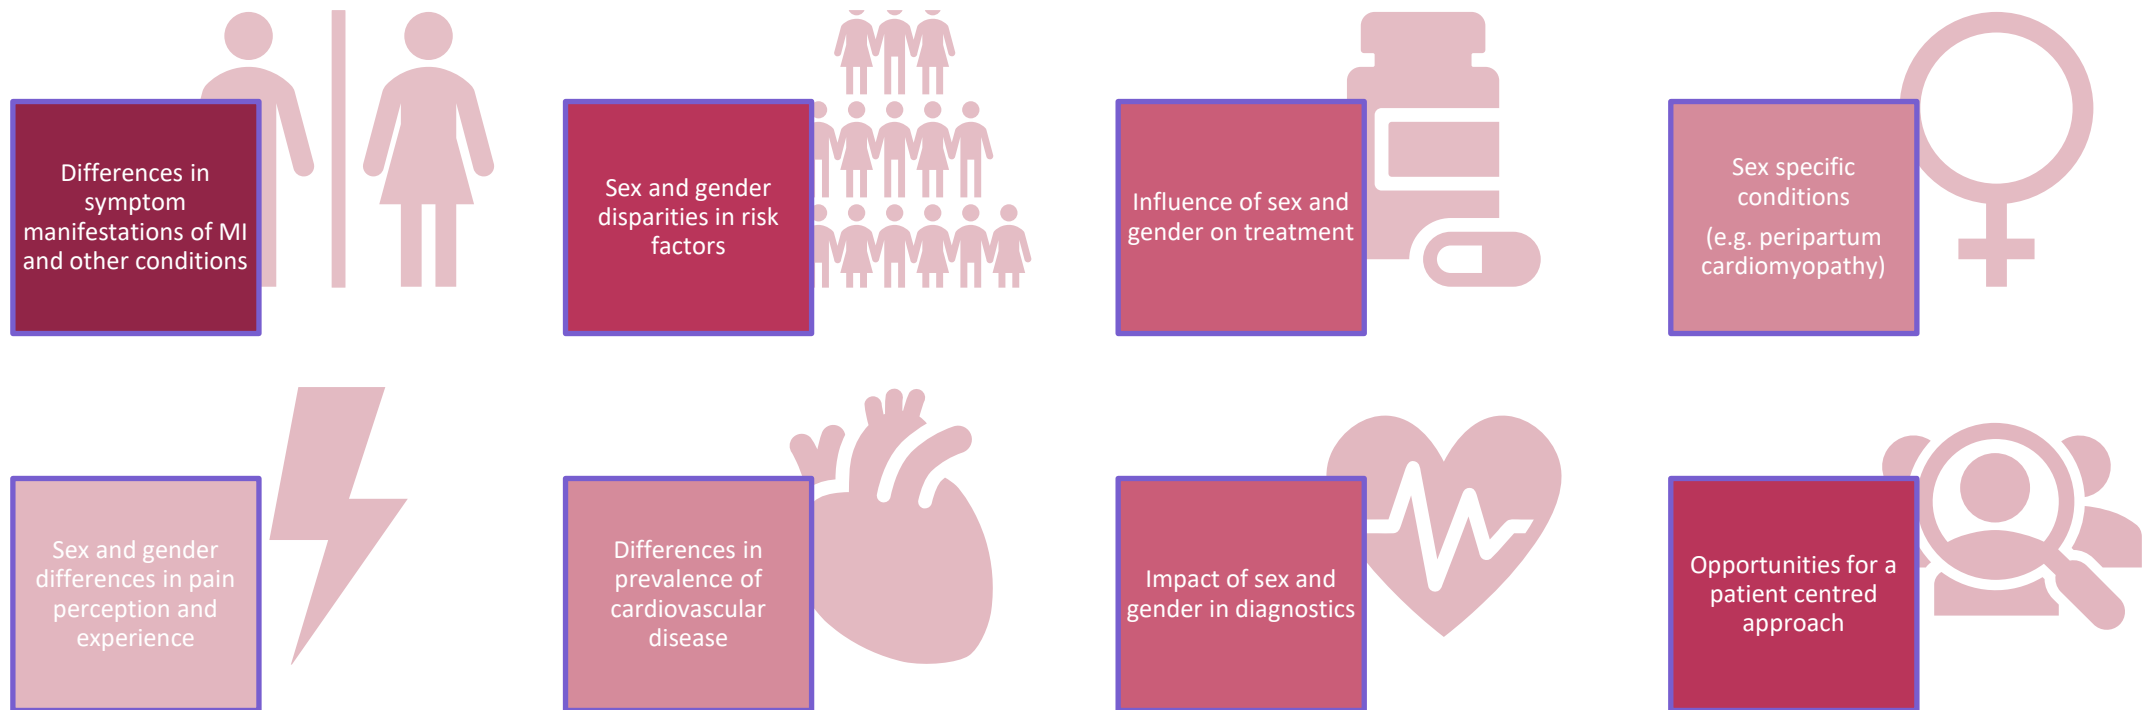 Differences in
symptom
manifestations of MI
and other conditions
Sex and gender
disparities in risk
factors
Influence of sex and
gender on treatment
Sex specific
conditions
(e.g. peripartum
cardiomyopathy)
Sex and gender
differences in pain
perception and
experience
Differences in
prevalence of
cardiovascular
disease
Impact of sex and
gender in diagnostics
Opportunities for a
patient centred
approach